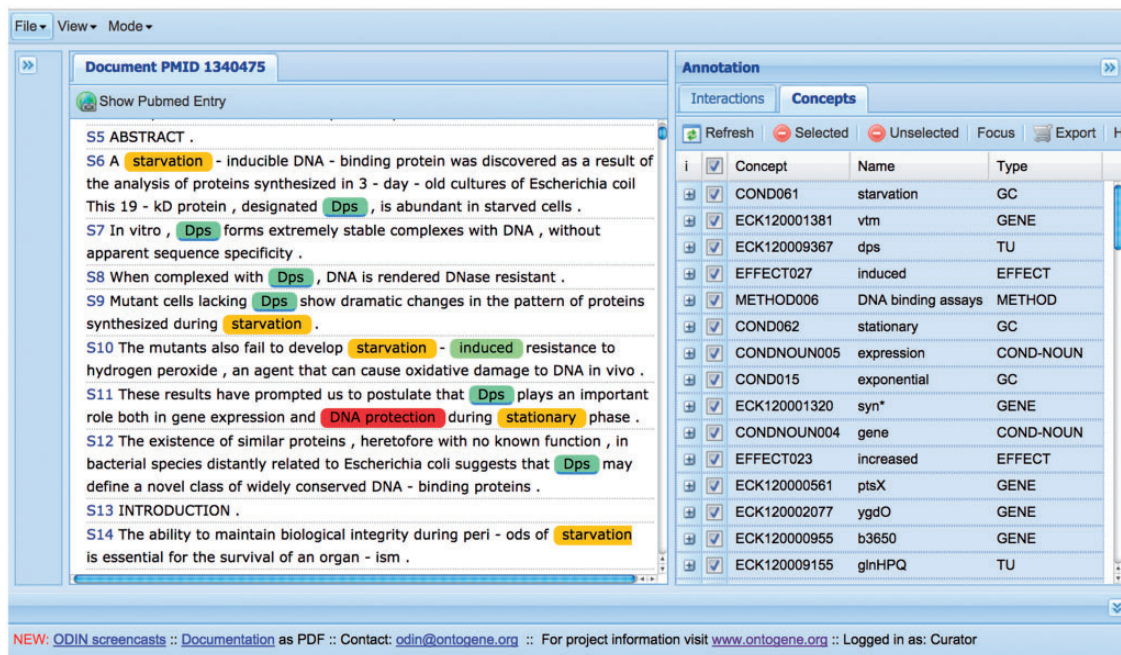 File View Mode
Document PMID 1340475
Show Pubmed Entry
S5 ABSTRACT .
S6 A starvation - inducible DNA - binding protein was discovered as a result of
the analysis of proteins synthesized in 3 - day - old cultures of Escherichia coil
This 19 - kD protein , designated Dps , is abundant in starved cells .
S7 In vitro , Dps forms extremely stable complexes with DNA , without
apparent sequence specificity .
S8 When complexed with Dps , DNA is rendered DNase resistant .
S9 Mutant cells lacking Dps show dramatic changes in the pattern of proteins
synthesized during starvation .
S10 The mutants also fail to develop starvation - induced resistance to
hydrogen peroxide , an agent that can cause oxidative damage to DNA in vivo .
S11 These results have prompted us to postulate that Dps plays an important
role both in gene expression and DNA protection during stationary phase .
S12 The existence of similar proteins , heretofore with no known function , in
bacterial species distantly related to Escherichia coli suggests that Dps may
define a novel class of widely conserved DNA - binding proteins .
S13 INTRODUCTION .
S14 The ability to maintain biological integrity during peri - ods of starvation
is essential for the survival of an organ - ism .
Annotation
Interactions Concepts
Refresh Selected Unselected Focus Export H
i Concept Name Type
COND061 starvation GC
ECK120001381 vtm GENE
ECK120009367 dps TU
EFFECT027 induced EFFECT
METHOD006 DNA binding assays METHOD
COND062 stationary GC
CONDNOUN005 expression COND-NOUN
COND015 exponential GC
ECK120001320 syn* GENE
CONDNOUN004 gene COND-NOUN
EFFECT023 increased EFFECT
ECK120000561 ptsX GENE
ECK120002077 ygdO GENE
ECK120000955 b3650 GENE
ECK120009155 glnHPQ TU
NEW: ODIN screencasts :: Documentation as PDF :: Contact: odin@ontogene.org :: For project information visit www.ontogene.org :: Logged in as: Curator